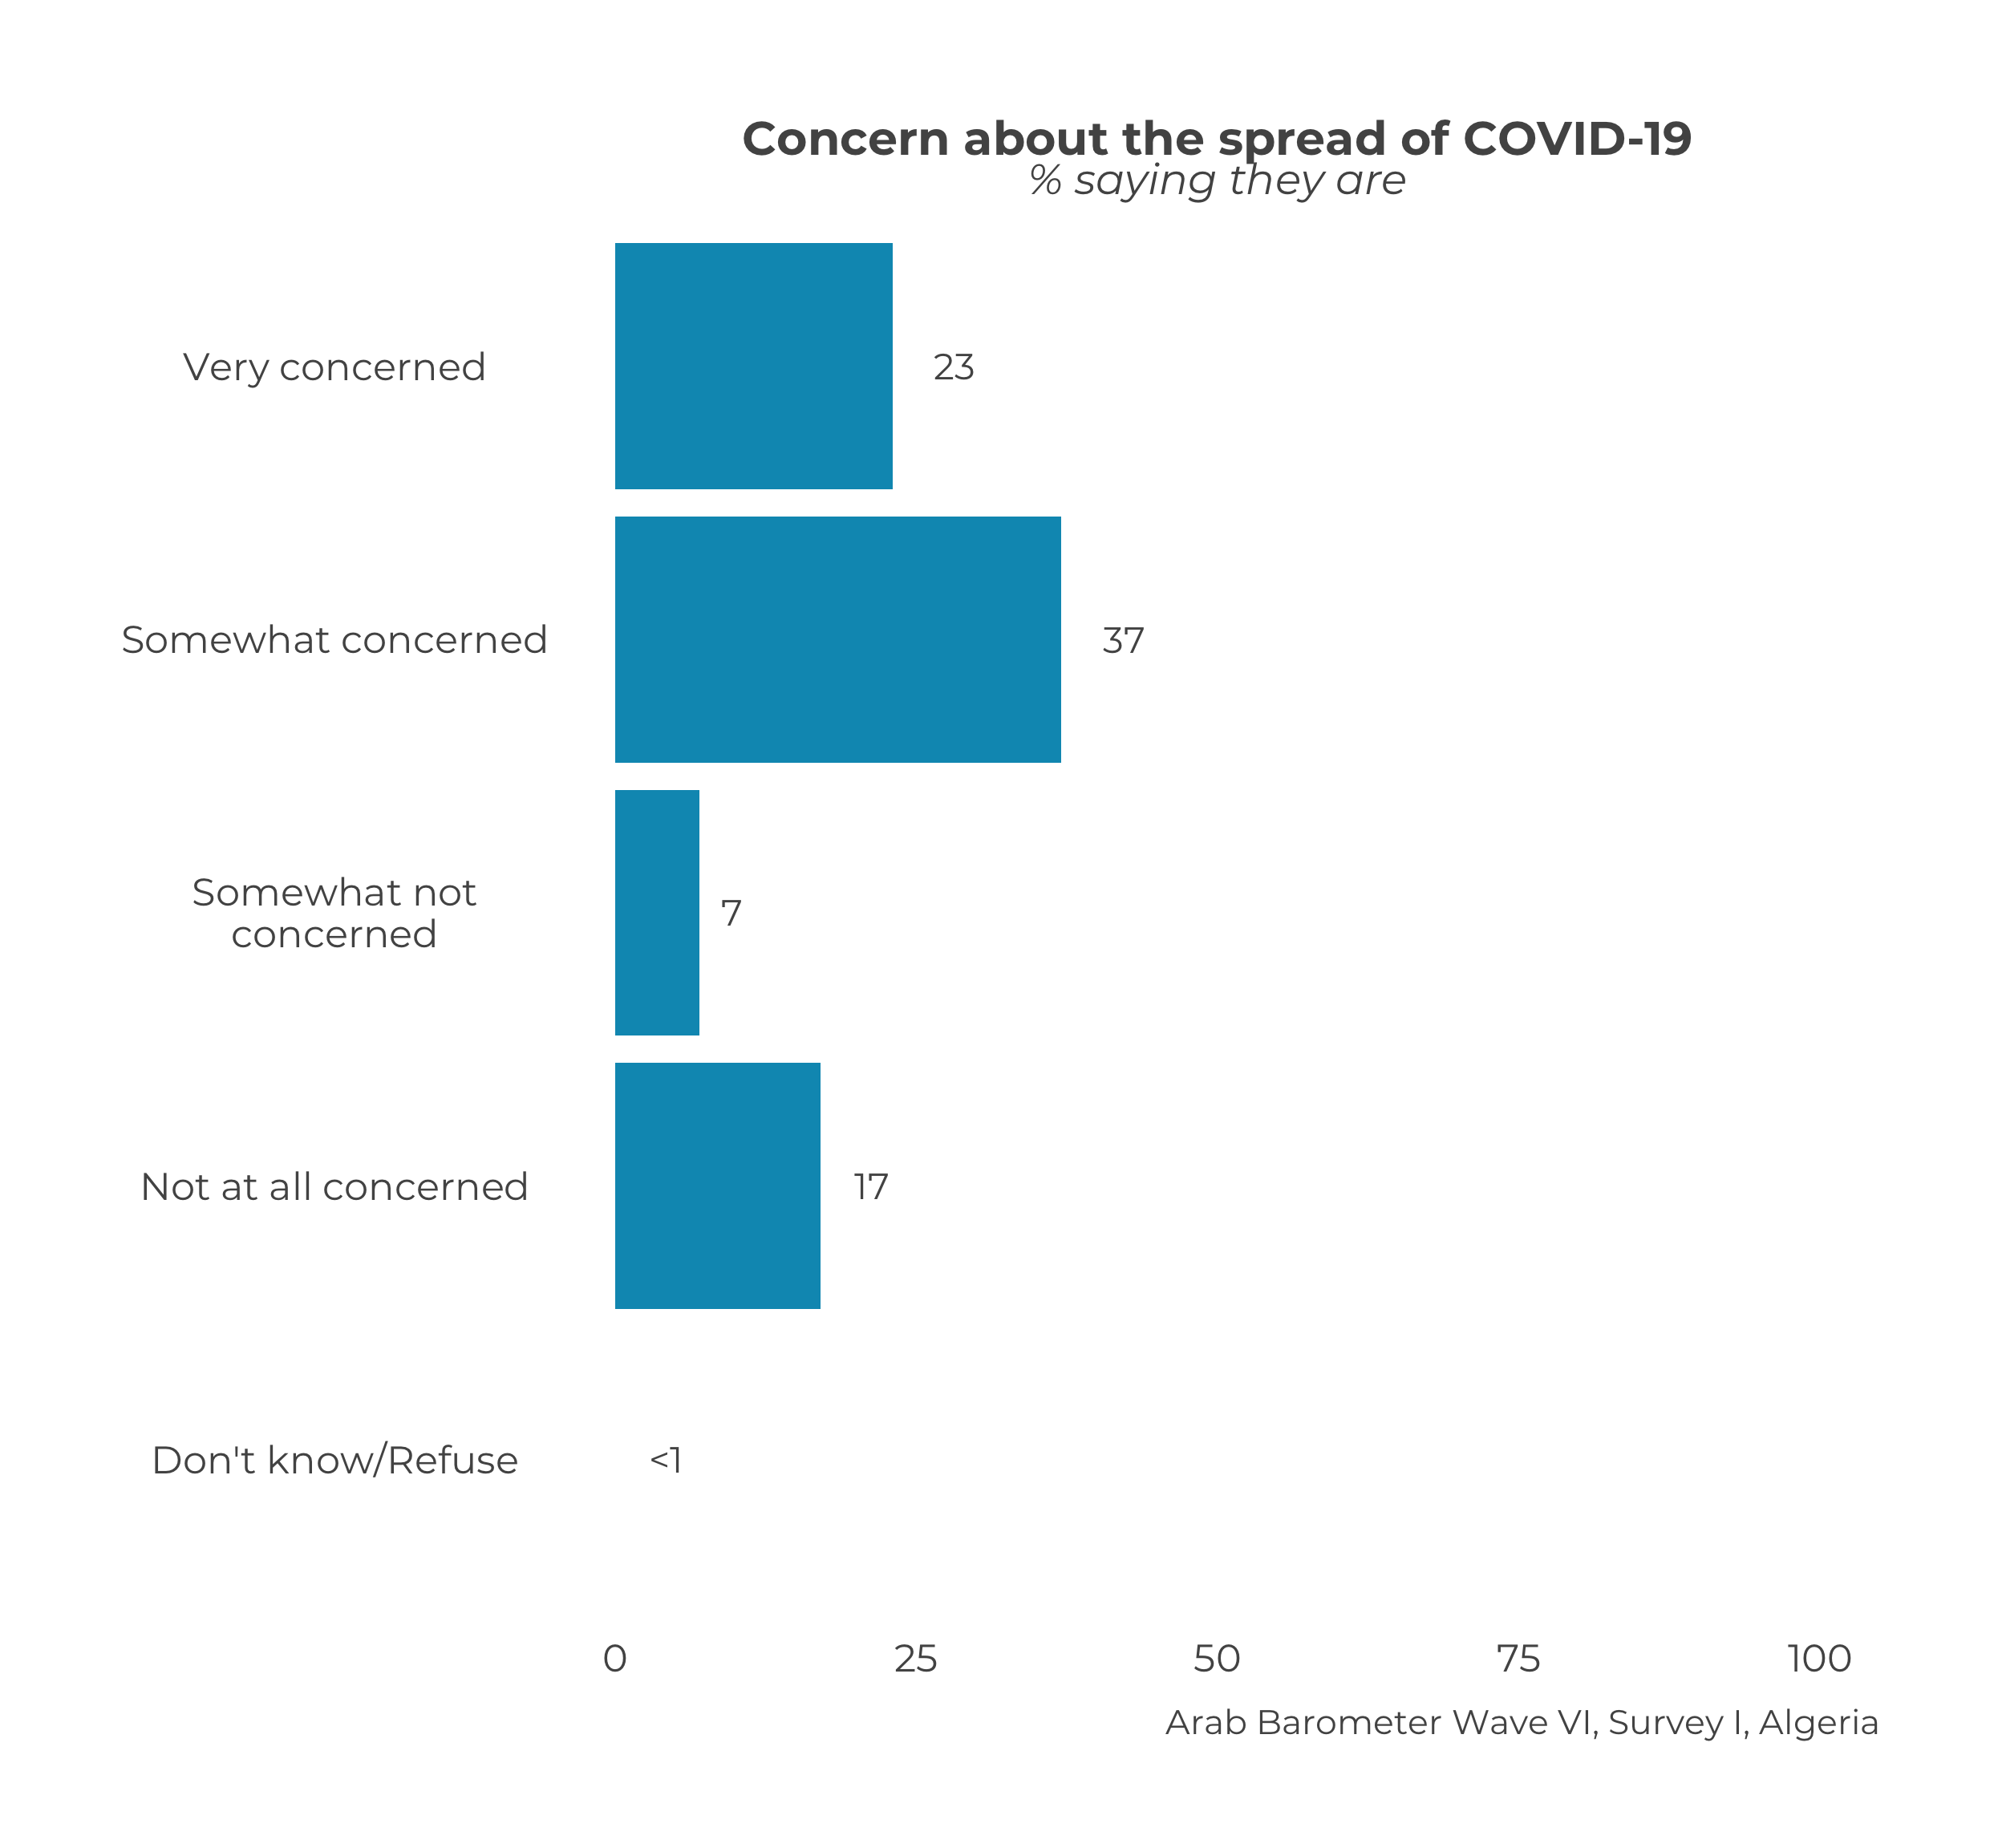 Concern about the spread of COVID-19
% saying they are
Very concerned
23
Somewhat concerned
37
Somewhat not
concerned
7
Not at all concerned
17
Don't know/Refuse
<1
0 25 50 75 100
Arab Barometer Wave VI, Survey I, Algeria